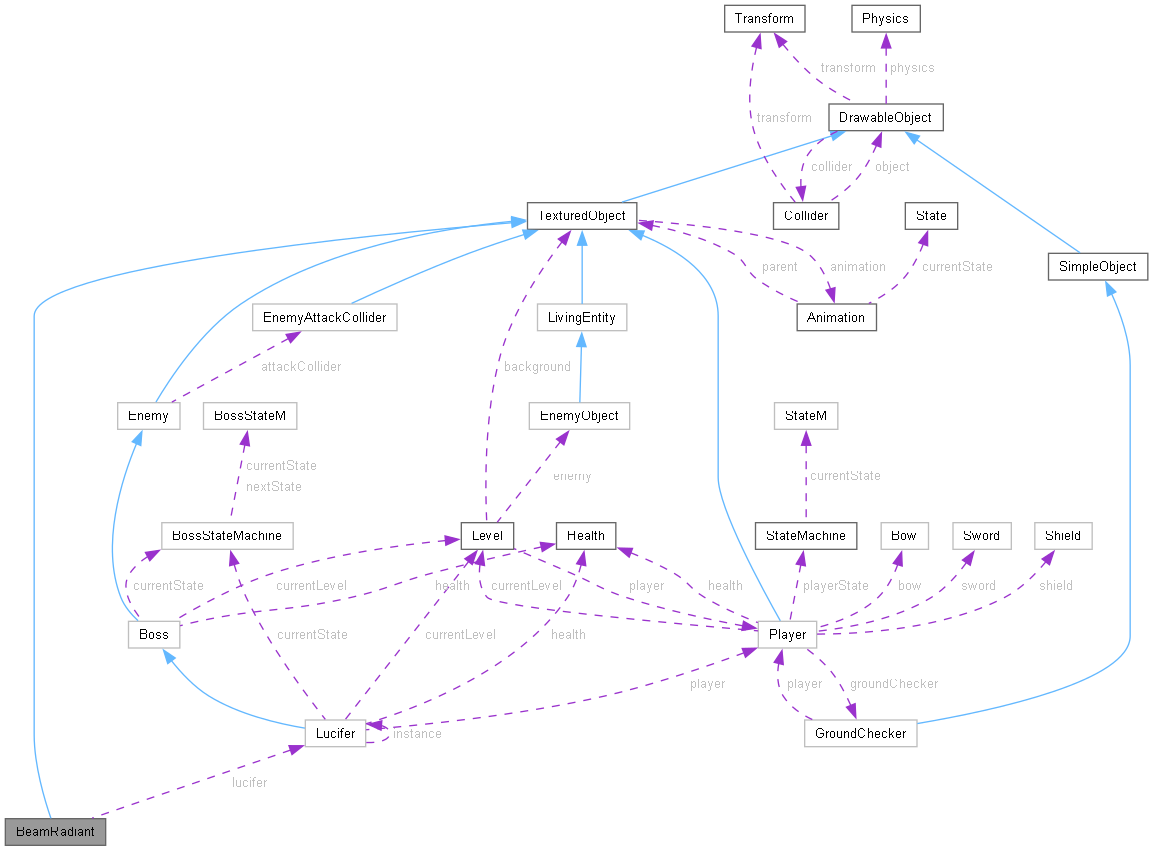 Transform
Physics
transform
physics
transform
DrawableObject
collider
object
TexturedObject
Collider
State
parent
animation
currentState
SimpleObject
EnemyAttackCollider
LivingEntity
Animation
attackCollider
background
Enemy
BossStateM
EnemyObject
StateM
currentState
nextState
enemy
currentState
BossStateMachine
Level
Health
StateMachine
Bow
Sword
Shield
currentState
currentLevel
health
currentLevel
player
health
playerState
bow
sword
shield
Boss
currentState
currentLevel
health
Player
player
player
groundChecker
Lucifer
instance
GroundChecker
lucifer
BeamRadiant